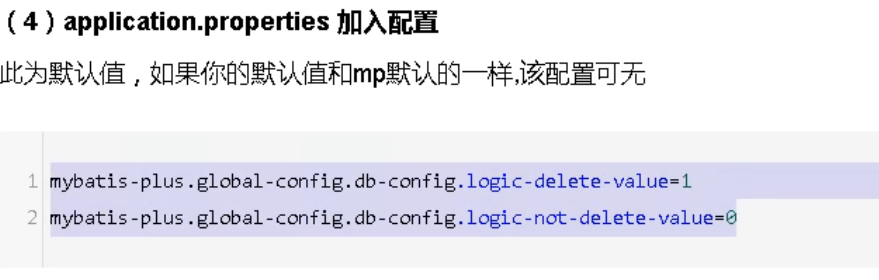 （4）application.properties 加入配置
此为默认值，如果你的默认值和mp默认的一样,该配置可无
1 mybatis-plus.global-config.db-config.logic-delete-value=1
2 mybatis-plus.global-config.db-config.logic-not-delete-value=0